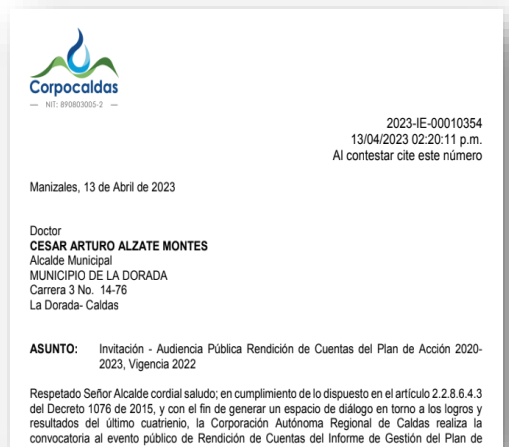 Corpocaldas
— NIT: 890803005-2 —
2023-IE-00010354
13/04/2023 02:20:11 p.m.
Al contestar cite este número
Manizales, 13 de Abril de 2023
Doctor
CESAR ARTURO ALZATE MONTES
Alcalde Municipal
MUNICIPIO DE LA DORADA
Carrera 3 No. 14-76
La Dorada- Caldas
ASUNTO: Invitación - Audiencia Pública Rendición de Cuentas del Plan de Acción 2020-
2023, Vigencia 2022
Respetado Señor Alcalde cordial saludo; en cumplimiento de lo dispuesto en el artículo 2.2.8.6.4.3
del Decreto 1076 de 2015, y con el fin de generar un espacio de diálogo en torno a los logros y
resultados del último cuatrienio, la Corporación Autónoma Regional de Caldas realiza la
convocatoria al evento público de Rendición de Cuentas del Informe de Gestión del Plan de